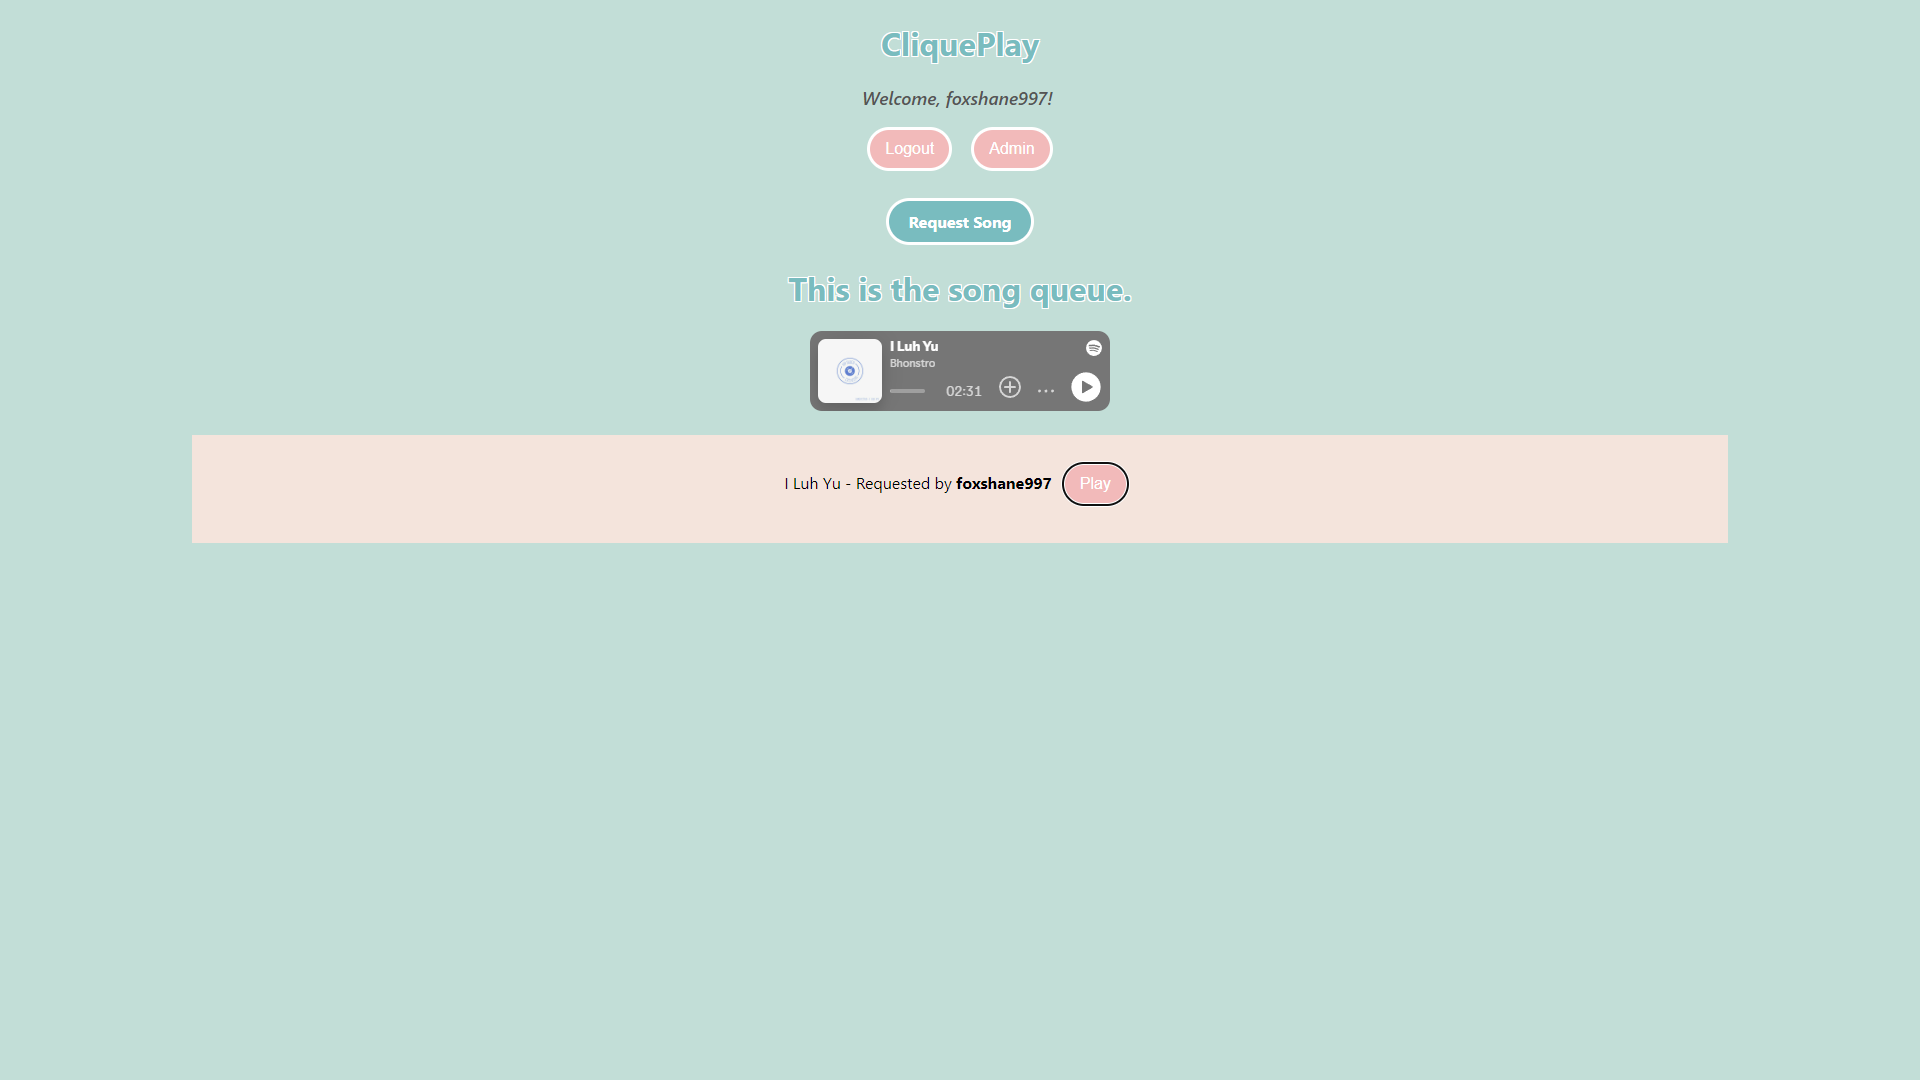 CliquePlay
Welcome, foxshane997!
Logout
Admin
Request Song
This is the song queue.
I Luh Yu
Bhonstro
02:31
I Luh Yu - Requested by foxshane997
Play